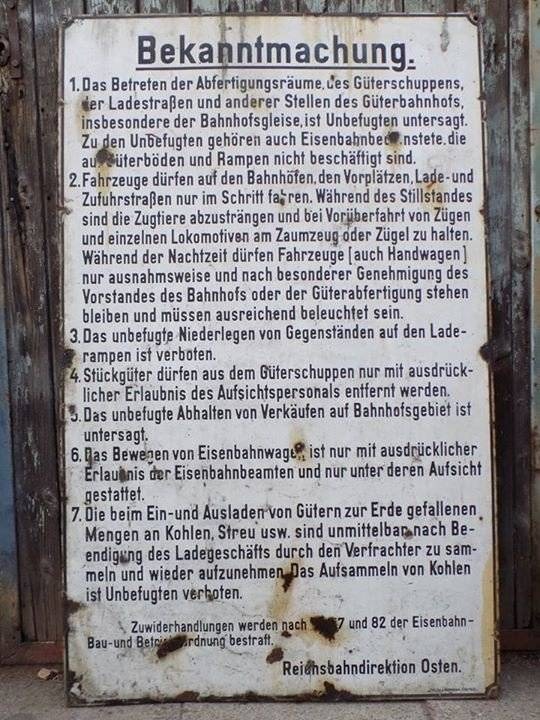 Bekanntmachung.
1. Das Betreten der Abfertigungsräume, des Güterschuppens,
der Ladestraßen und anderer Stellen des Güterbahnhofs,
insbesondere der Bahnhofsgleise, ist Unbefugten untersagt.
Zu den Unbefugten gehören auch Eisenbahnbedienstete, die
auf Güterböden und Rampen nicht beschäftigt sind.
2. Fahrzeuge dürfen auf den Bahnhöfen, den Vorplätzen, Lade- und
Zufuhrstraßen nur im Schritt fahren. Während des Stillstandes
sind die Zugtiere abzusträngen und bei Vorüberfahrt von Zügen
und einzelnen Lokomotiven am Zaumzeug oder Zügel zu halten.
Während der Nachtzeit dürfen Fahrzeuge [auch Handwagen]
nur ausnahmsweise und nach besonderer Genehmigung des
Vorstandes des Bahnhofs oder der Güterabfertigung stehen
bleiben und müssen ausreichend beleuchtet sein.
3. Das unbefugte Niederlegen von Gegenständen auf den Lade-
rampen ist verboten.
4. Stückgüter dürfen aus dem Güterschuppen nur mit ausdrück-
licher Erlaubnis des Aufsichtspersonals entfernt werden.
5. Das unbefugte Abhalten von Verkäufen auf Bahnhofsgebiet ist
untersagt.
6. Das Bewegen von Eisenbahnwagen ist nur mit ausdrücklicher
Erlaubnis der Eisenbahnbeamten und nur unter deren Aufsicht
gestattet.
7. Die beim Ein- und Ausladen von Gütern zur Erde gefallenen
Mengen an Kohlen, Streu usw. sind unmittelbar nach Be-
endigung des Ladegeschäfts durch den Verfrachter zu sam-
meln und wieder aufzunehmen. Das Aufsammeln von Kohlen
ist Unbefugten verboten.
Zuwiderhandlungen werden nach und 82 der Eisenbahn-
Bau- und Betriebsordnung bestraft.
Reichsbahndirektion Osten.